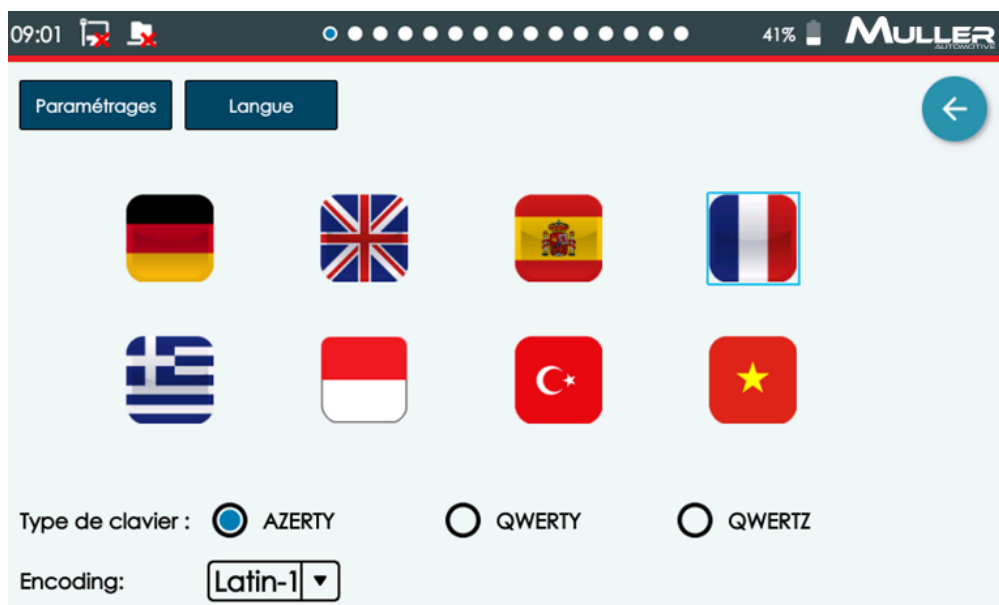 09:01 41% MULLER
AUTOMOTIVE
Paramétrages Langue
Type de clavier : AZERTY QWERTY QWERTZ
Encoding: Latin-1